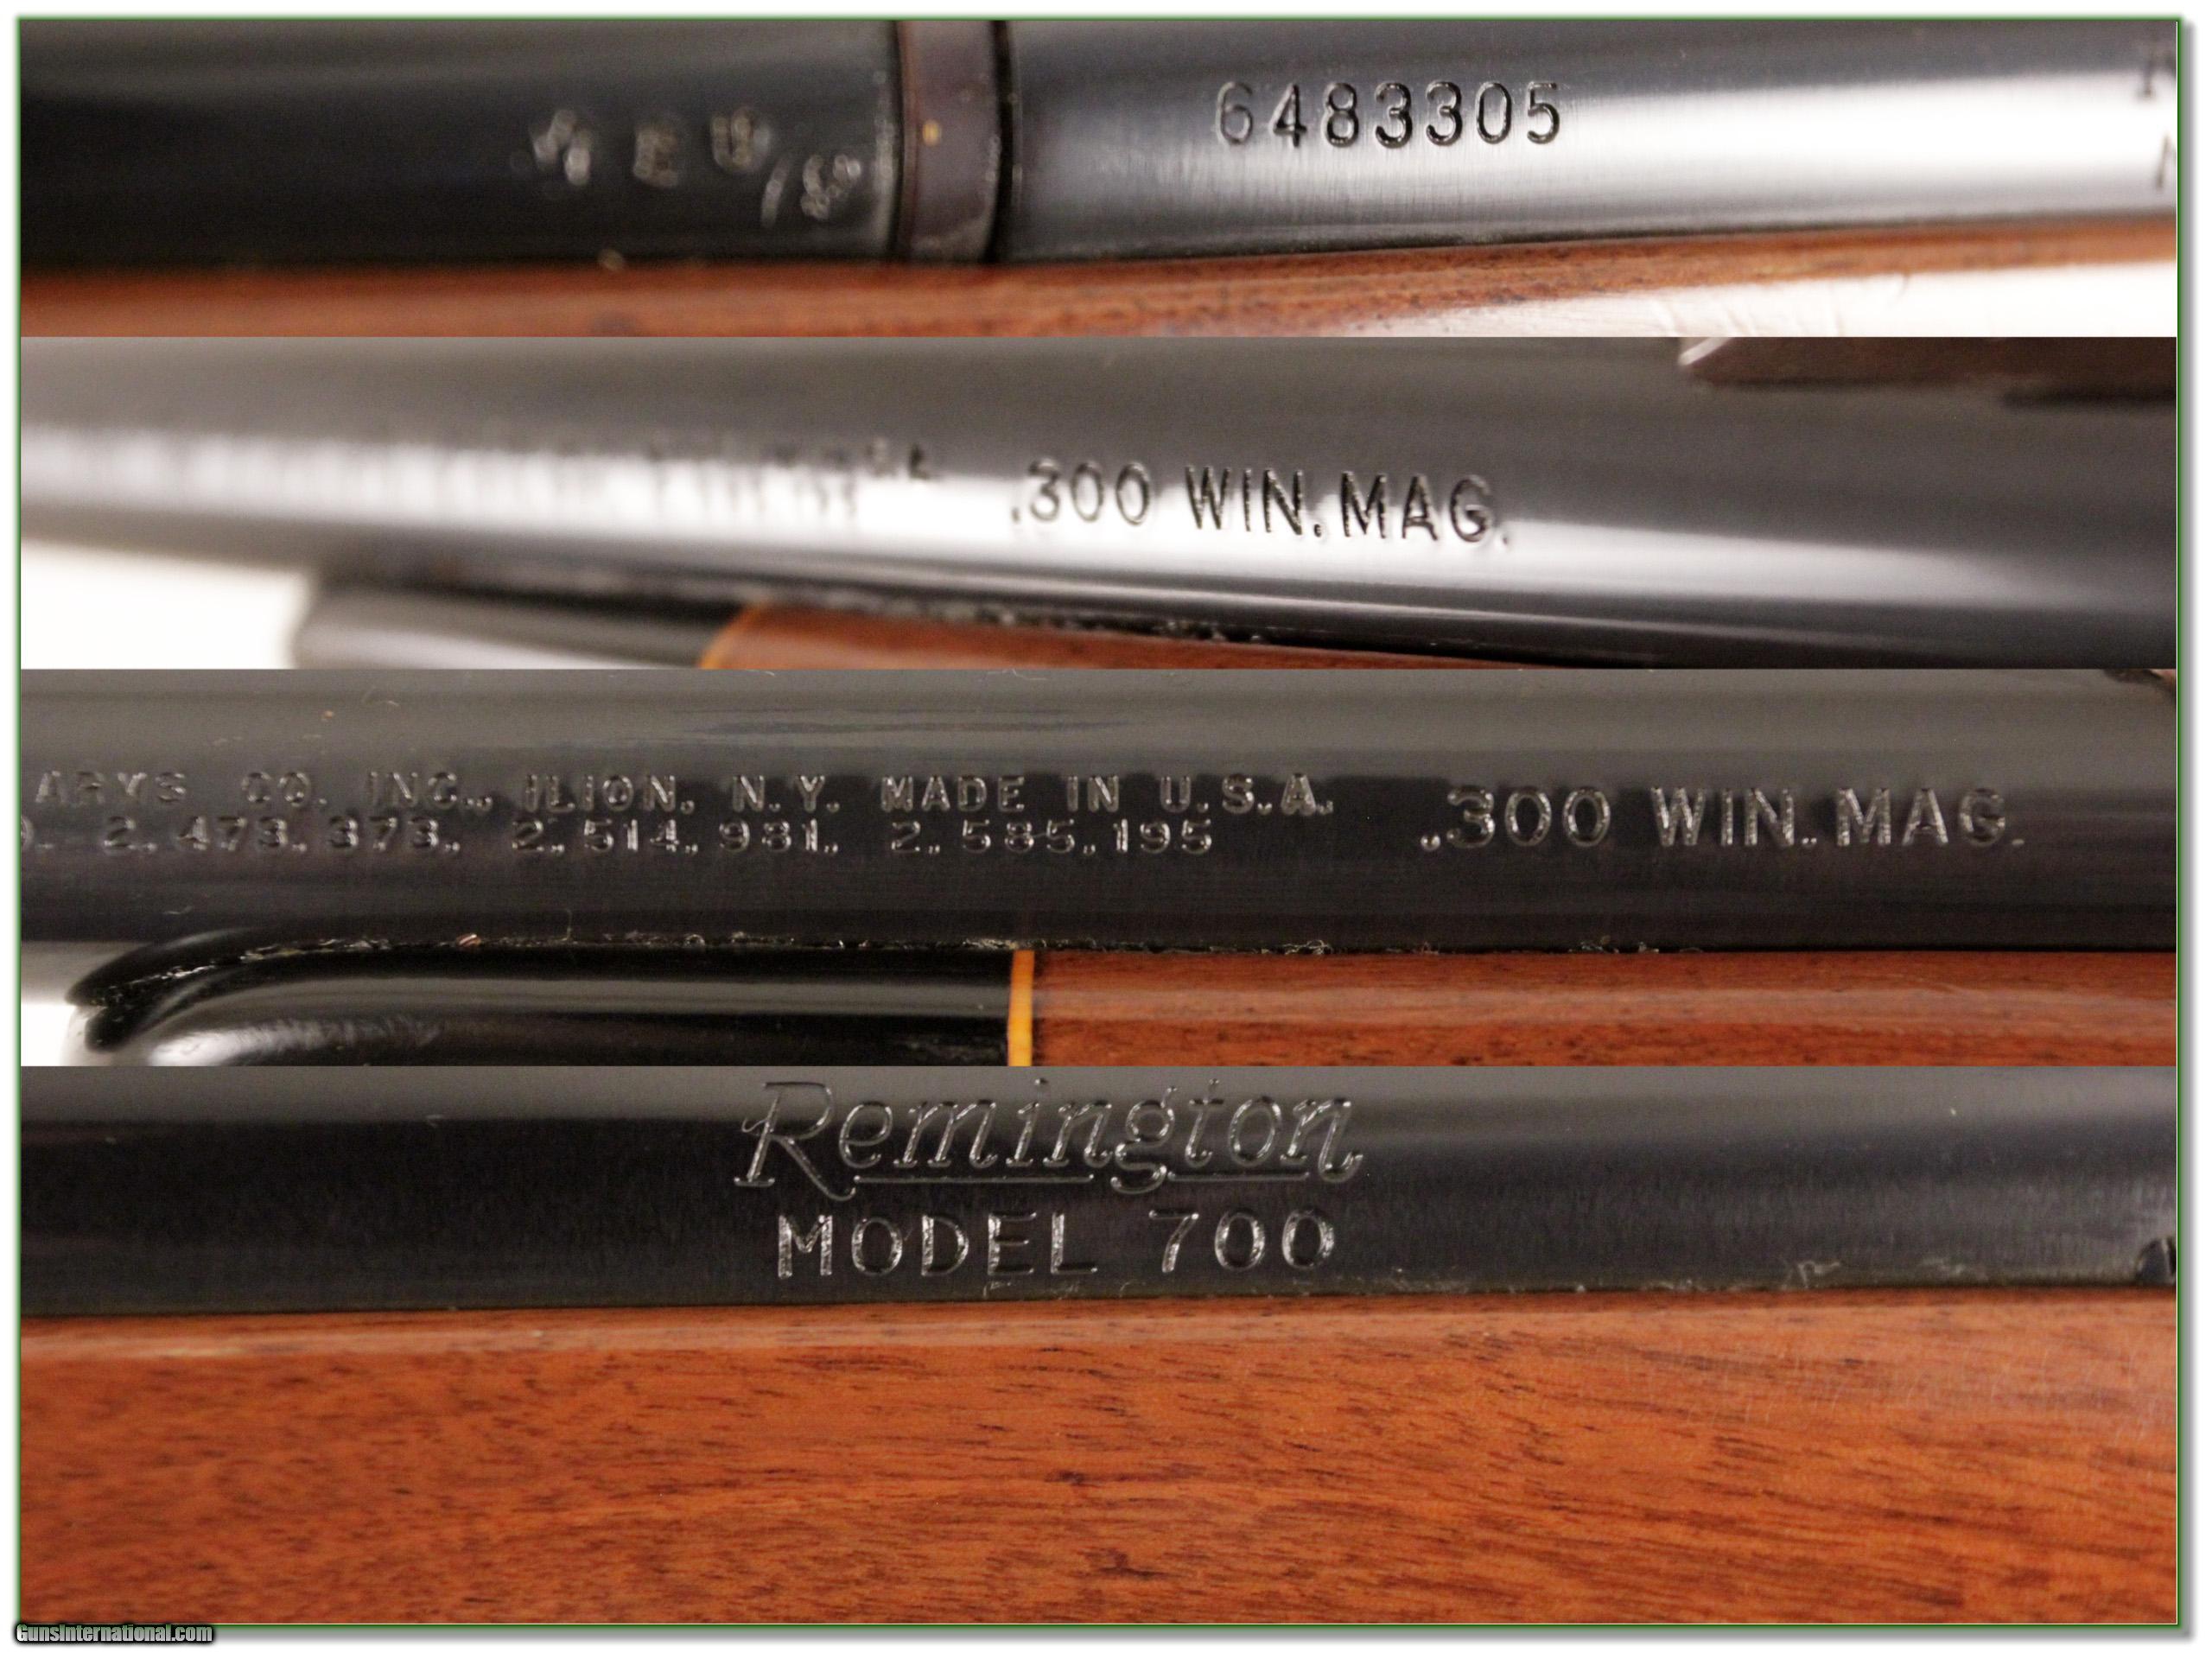 6483305
.300 WIN. MAG.
ARMS CO. INC., ILION, N.Y. MADE IN U.S.A.
2,473,373, 2,514,981, 2,585,195
.300 WIN. MAG.
Remington
MODEL 700
GunsInternational.com